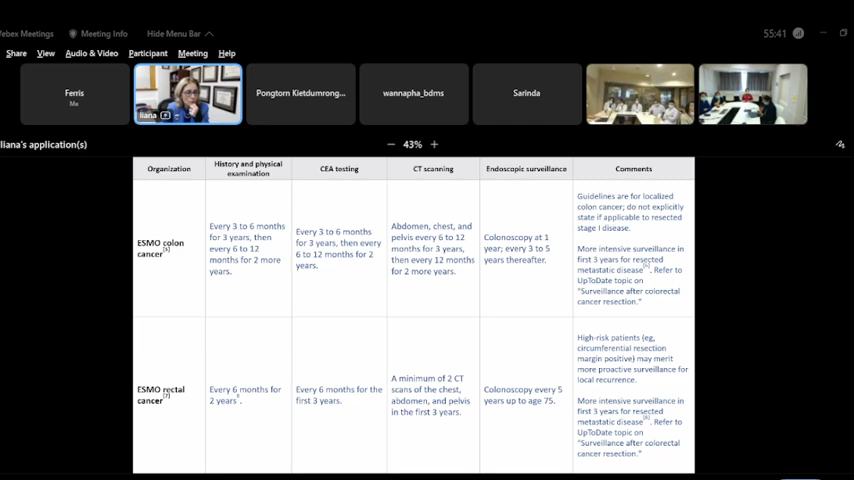 Webex Meetings
Meeting Info
Hide Menu Bar
55:41
Share View Audio & Video Participant Meeting Help
Ferris
Me
liana
Pongtorn Kietdumrong...
wannapha_bdms
Sarinda
liana's application(s)
43%
Organization
History and physical
examination
CEA testing
CT scanning
Endoscopic surveillance
Comments
ESMO colon
cancer[5]
Every 3 to 6 months
for 3 years, then
every 6 to 12
months for 2 more
years.
Every 3 to 6 months
for 3 years, then every
6 to 12 months for 2
years.
Abdomen, chest, and
pelvis every 6 to 12
months for 3 years,
then every 12 months
for 2 more years.
Colonoscopy at 1
year; every 3 to 5
years thereafter.
Guidelines are for localized
colon cancer; do not explicitly
state if applicable to resected
stage I disease.
More intensive surveillance in
first 3 years for resected
metastatic disease[6]. Refer to
UpToDate topic on
"Surveillance after colorectal
cancer resection."
ESMO rectal
cancer[7]
Every 6 months for
2 years.
Every 6 months for the
first 3 years.
A minimum of 2 CT
scans of the chest,
abdomen, and pelvis
in the first 3 years.
Colonoscopy every 5
years up to age 75.
High-risk patients (eg,
circumferential resection
margin positive) may merit
more proactive surveillance for
local recurrence.
More intensive surveillance in
first 3 years for resected
metastatic disease[6]. Refer to
UpToDate topic on
"Surveillance after colorectal
cancer resection."